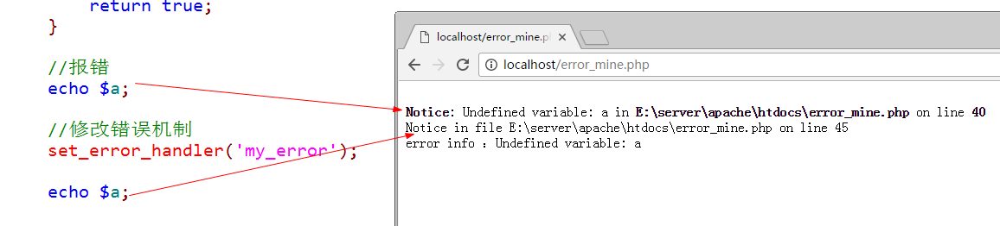 return true;
}
//报错
echo $a;
//修改错误机制
set_error_handler('my_error');
echo $a;
localhost/error_mine.p
localhost/error_mine.php
Notice: Undefined variable: a in E:\server\apache\htdocs\error_mine.php on line 40
Notice in file E:\server\apache\htdocs\error_mine.php on line 45
error info : Undefined variable: a